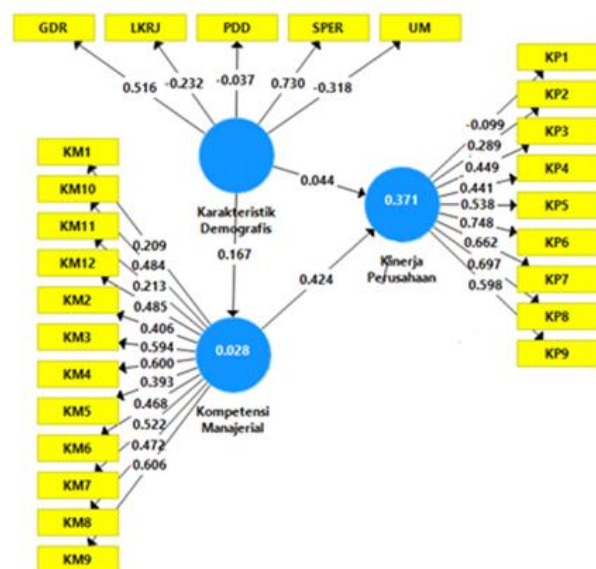 GDR
LKRJ
PDD
SPER
UM
0.516
-0.232
-0.037
0.730
-0.318
KP1
KP2
KP3
KP4
KP5
KP6
KP7
KP8
KP9
-0.099
0.289
0.449
0.441
0.538
0.748
0.662
0.697
0.598
Karakteristik
Demografis
0.044
0.371
Kinerja
Perusahaan
0.167
0.424
KM1
KM10
KM11
KM12
KM2
KM3
KM4
KM5
KM6
KM7
KM8
KM9
0.209
0.484
0.213
0.485
0.406
0.594
0.600
0.393
0.468
0.522
0.472
0.606
0.028
Kompetensi
Manajerial